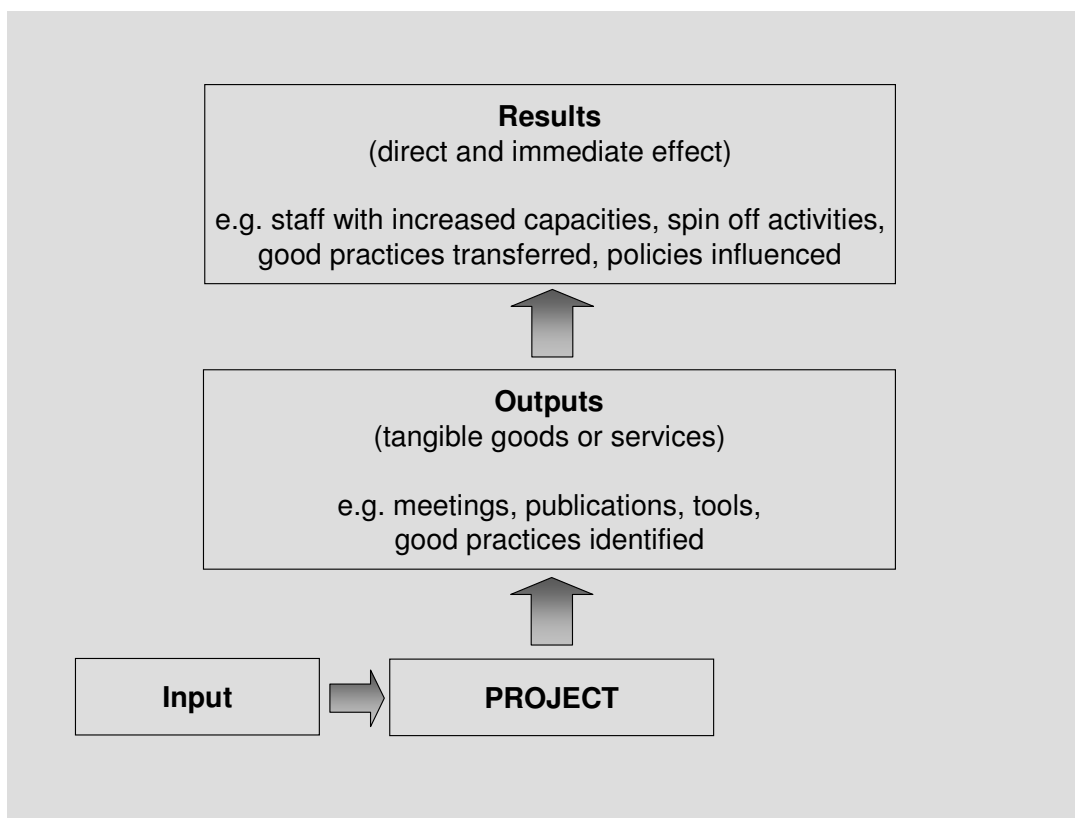 Results
(direct and immediate effect)
e.g. staff with increased capacities, spin off activities,
good practices transferred, policies influenced
Outputs
(tangible goods or services)
e.g. meetings, publications, tools,
good practices identified
Input
PROJECT